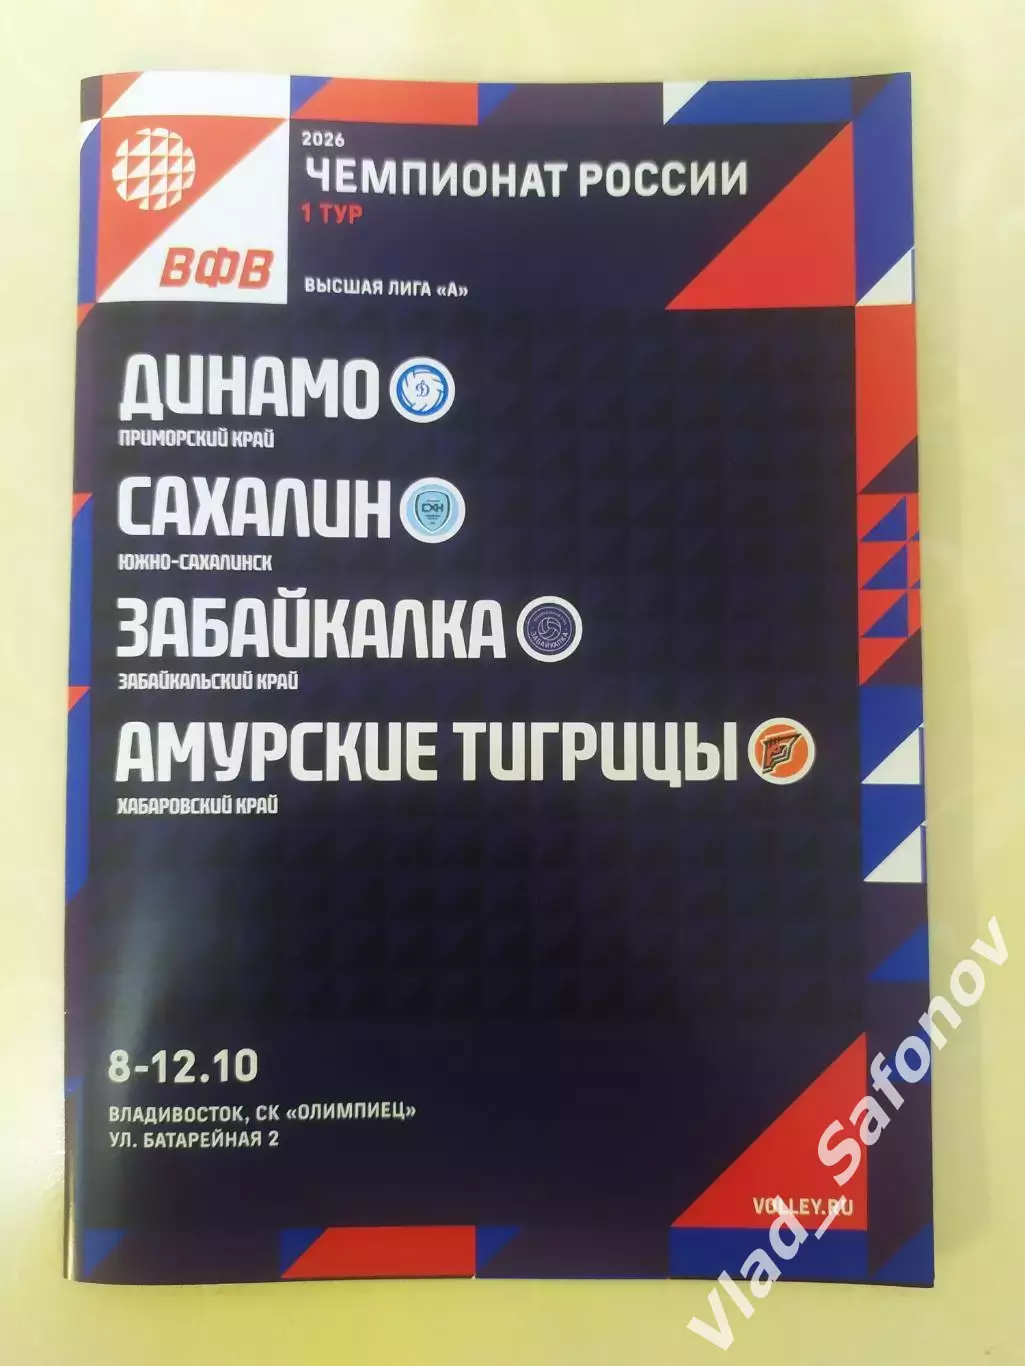 2026
ЧЕМПИОНАТ РОССИИ
1 ТУР
ВФВ
ВЫСШАЯ ЛИГА «А»
ДИНАМО
ПРИМОРСКИЙ КРАЙ
САХАЛИН
ЮЖНО-САХАЛИНСК
ЗАБАЙКАЛКА
ЗАБАЙКАЛКА
ЗАБАЙКАЛЬСКИЙ КРАЙ
АМУРСКИЕ ТИГРИЦЫ
ХАБАРОВСКИЙ КРАЙ
8-12.10
ВЛАДИВОСТОК, СК «ОЛИМПИЕЦ»
УЛ. БАТАРЕЙНАЯ 2
VOLLEY.RU
Vlad_Safonov